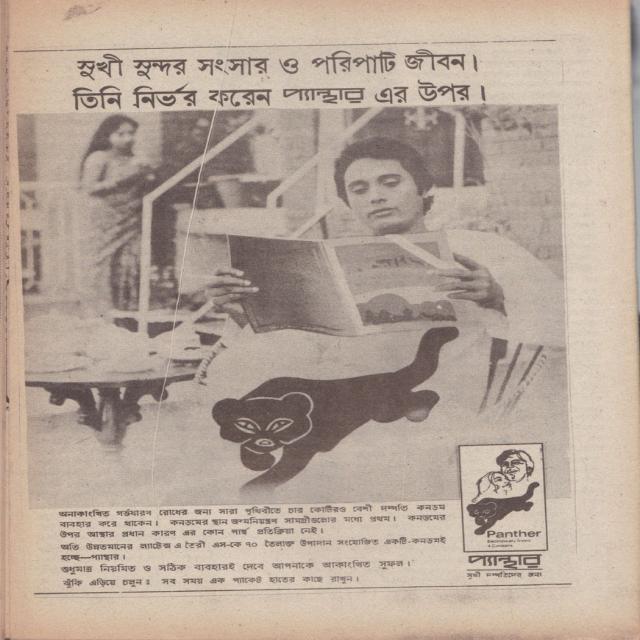 সুখী সুন্দর সংসার ও পরিপাটি জীবন।
তিনি নির্ভর করেন প্যান্থার এর উপর।
অনাকাংখিত গর্ভধারণ রোধের জন্য সারা পৃথিবীতে চার কোটিরও বেশী দম্পতি কনডম
ব্যবহার করে থাকেন। কনডমের স্থান জন্মনিয়ন্ত্রণ সামগ্রীগুলোর মধ্যে প্রথম। কনডমের
উপর আস্থার প্রধান কারণ এর কোন পার্শ্ব প্রতিক্রিয়া নেই।
অতি উন্নতমানের ল্যাটেক্স এ তৈরী এস-কে ৭০ তৈলাক্ত উপাদান সংযোজিত একটি-কনডমই
হচ্ছে—প্যান্থার।
শুধুমাত্র নিয়মিত ও সঠিক ব্যবহারই দেবে আপনাকে আকাংখিত সুফল।
ঝুঁকি এড়িয়ে চলুন : সব সময় এক প্যাকেট হাতের কাছে রাখুন।
Panther
প্যান্থার
সুখী দম্পতিদের জন্য